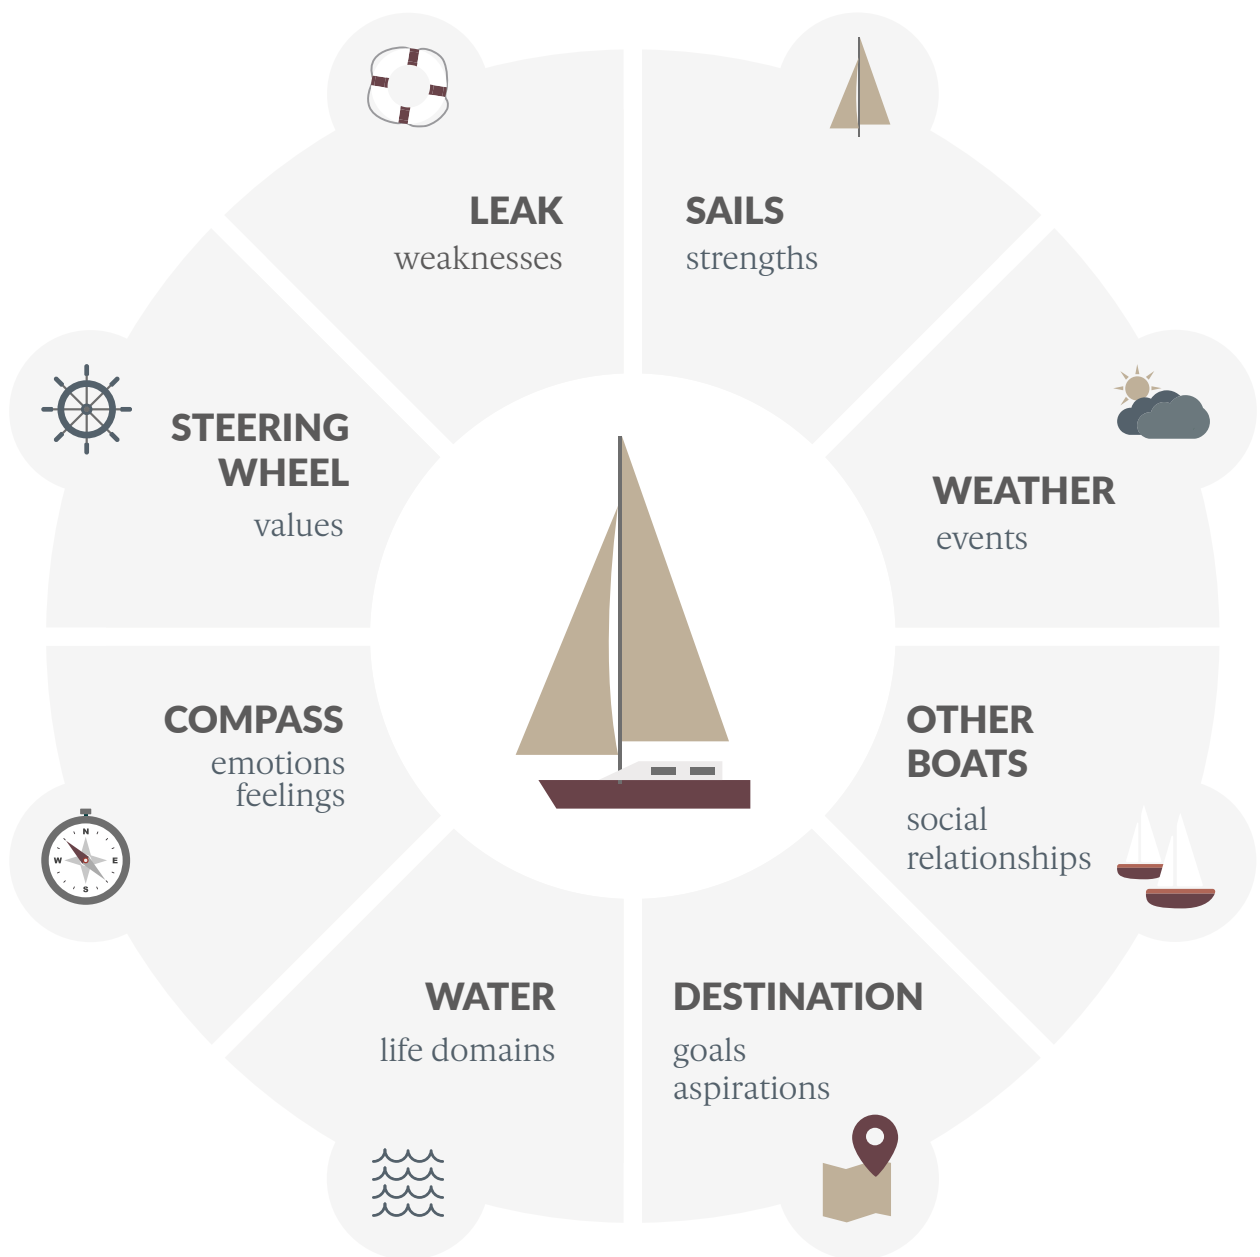 LEAK
weaknesses
SAILS
strengths
STEERING
WHEEL
values
WEATHER
events
COMPASS
emotions
feelings
N
W
E
S
OTHER
BOATS
social
relationships
WATER
life domains
DESTINATION
goals
aspirations